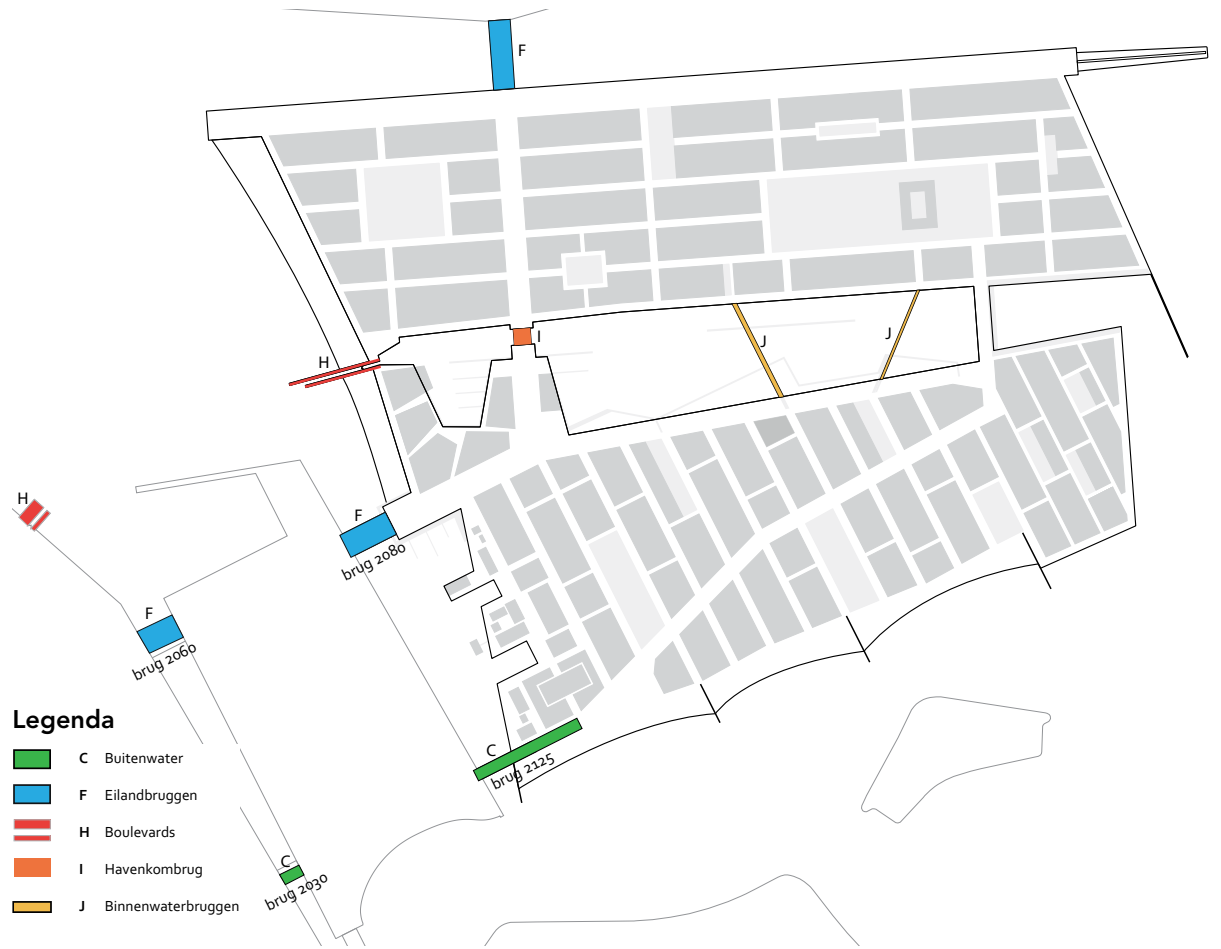 F
I
J
J
H
H
F
brug 2080
F
brug 2060
C
brug 2125
C
brug 2030
Legenda
C Buitenwater
F Eilandbruggen
H Boulevards
I Havenkombrug
J Binnenwaterbruggen